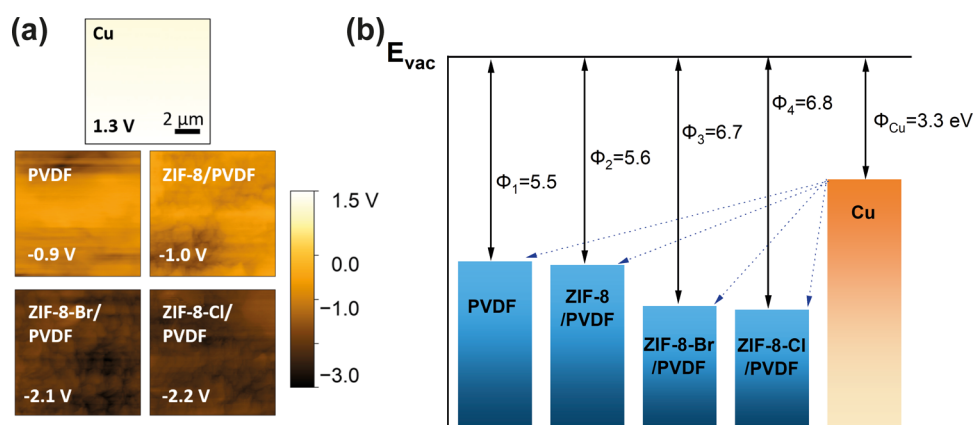 (a)
Cu
1.3 V
2 μm
PVDF
-0.9 V
ZIF-8/PVDF
-1.0 V
ZIF-8-Br/
PVDF
-2.1 V
ZIF-8-Cl/
PVDF
-2.2 V
1.5 V
0.0
−1.0
−3.0
(b)
Evac
Φ1=5.5
Φ2=5.6
Φ3=6.7
Φ4=6.8
ΦCu=3.3 eV
PVDF
ZIF-8
/PVDF
ZIF-8-Br
/PVDF
ZIF-8-Cl
/PVDF
Cu